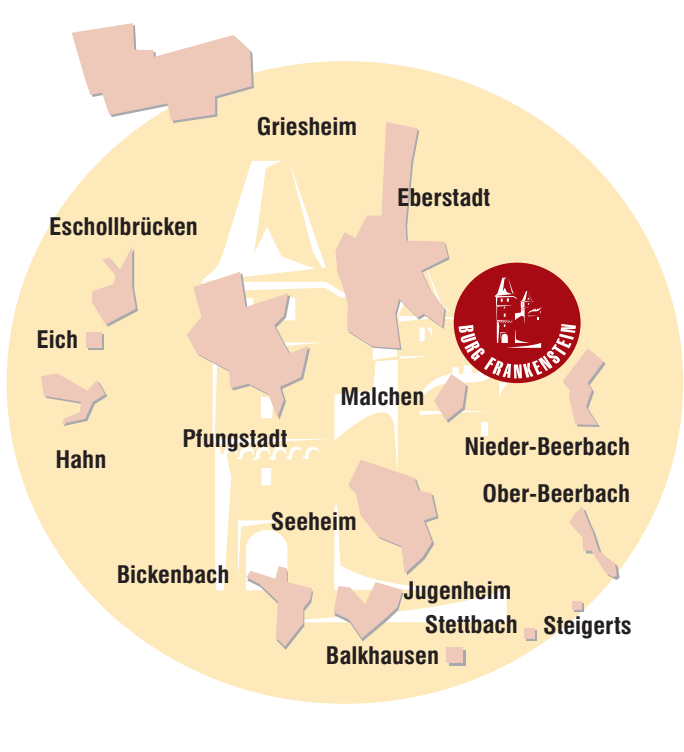 Griesheim
Eberstadt
Eschollbrücken
Eich
BURG FRANKENSTEIN
Malchen
Hahn
Pfungstadt
Nieder-Beerbach
Ober-Beerbach
Seeheim
Bickenbach
Jugenheim
Stettbach
Steigerts
Balkhausen